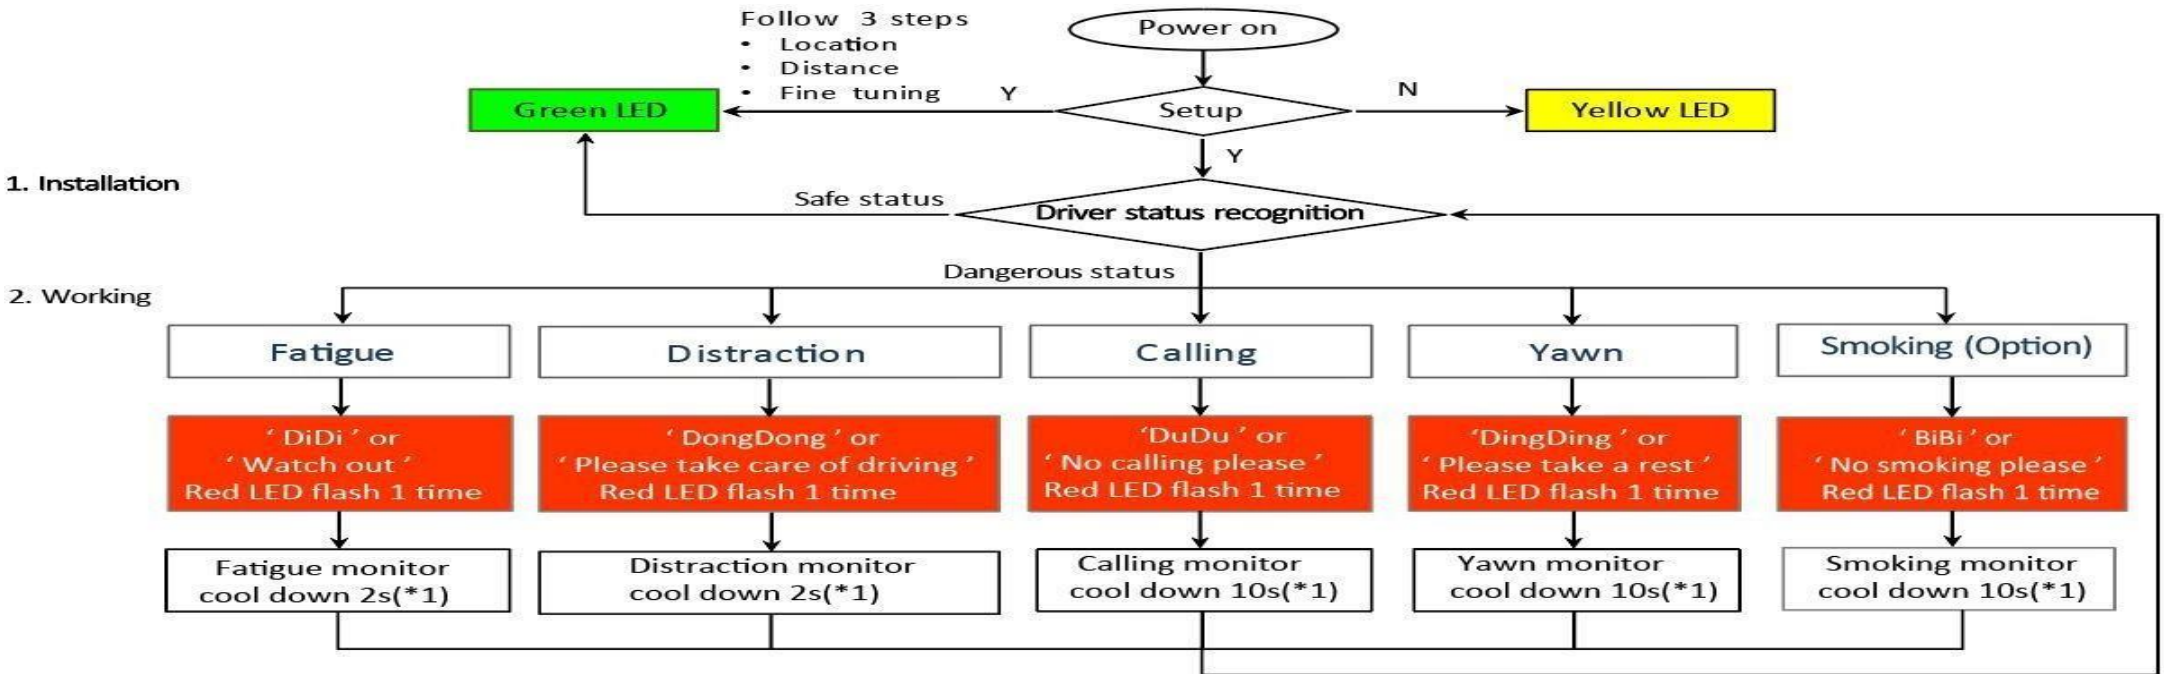 Follow 3 steps
• Location
• Distance
• Fine tuning
Power on
Green LED
Y
Setup
N
Yellow LED
Y
1. Installation
Safe status
Driver status recognition
Dangerous status
2. Working
Fatigue
Distraction
Calling
Yawn
Smoking (Option)
‘ DiDi ’ or
‘ Watch out ’
Red LED flash 1 time
‘ DongDong ’ or
‘ Please take care of driving ’
Red LED flash 1 time
‘DuDu ’ or
‘ No calling please ’
Red LED flash 1 time
‘DingDing ’ or
‘ Please take a rest ’
Red LED flash 1 time
‘ BiBi ’ or
‘ No smoking please ’
Red LED flash 1 time
Fatigue monitor
cool down 2s(*1)
Distraction monitor
cool down 2s(*1)
Calling monitor
cool down 10s(*1)
Yawn monitor
cool down 10s(*1)
Smoking monitor
cool down 10s(*1)